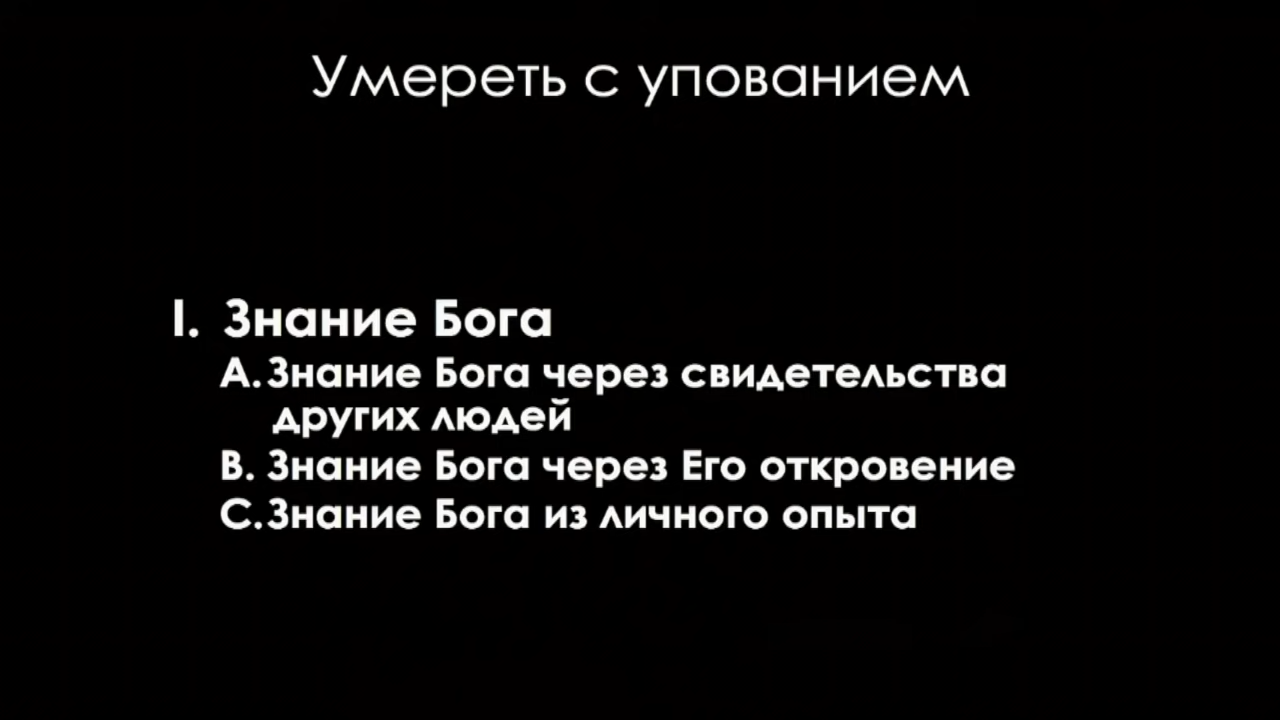 Умереть с упованием
I. Знание Бога
A. Знание Бога через свидетельства
других людей
B. Знание Бога через Его откровение
C. Знание Бога из личного опыта